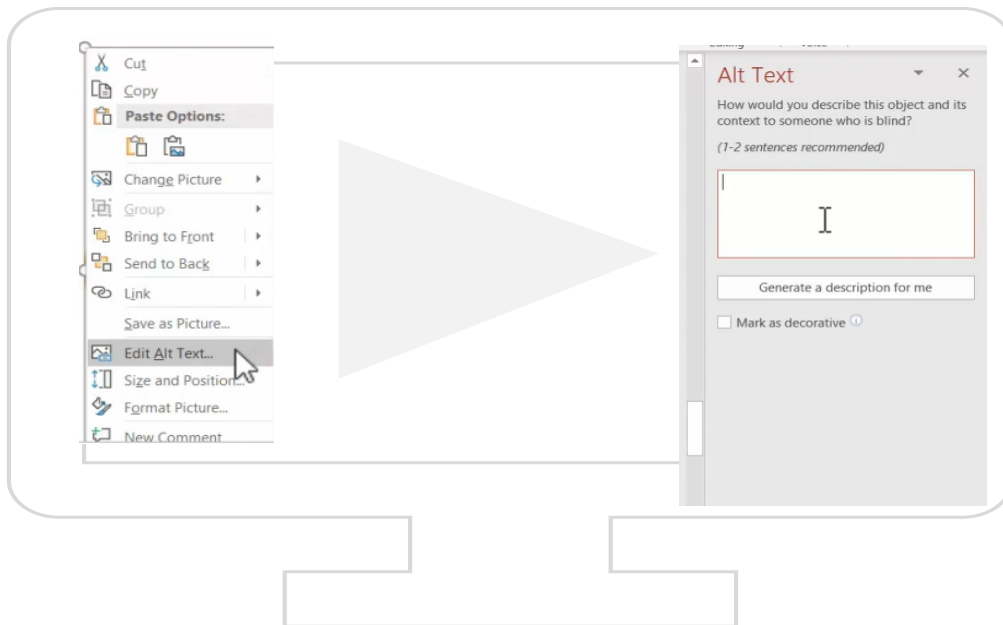 Cut
Copy
Paste Options:
Change Picture
Group
Bring to Front
Send to Back
Link
Save as Picture...
Edit Alt Text...
Size and Position...
Format Picture...
New Comment
Alt Text
How would you describe this object and its
context to someone who is blind?
(1-2 sentences recommended)
Generate a description for me
Mark as decorative